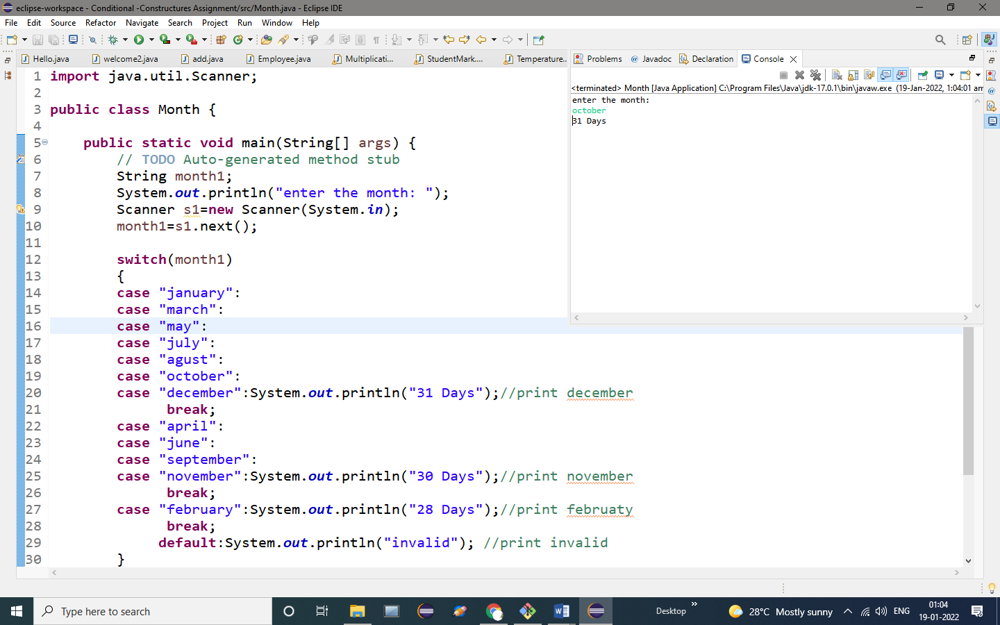 eclipse-workspace - Conditional -Constructures Assignment/src/Month.java - Eclipse IDE
File Edit Source Refactor Navigate Search Project Run Window Help
Hello.java welcome2.java add.java Employee.java Multiplicati... StudentMark.... Temperature..
Problems @ Javadoc Declaration Console
<terminated> Month [Java Application] C:\Program Files\Java\jdk-17.0.1\bin\javaw.exe (19-Jan-2022, 1:04:01 am
enter the month:
october
31 Days
1 import java.util.Scanner;
2
3 public class Month {
4
5 public static void main(String[] args) {
6 // TODO Auto-generated method stub
7 String month1;
8 System.out.println("enter the month: ");
9 Scanner s1=new Scanner(System.in);
10 month1=s1.next();
11
12 switch(month1)
13 {
14 case "january":
15 case "march":
16 case "may":
17 case "july":
18 case "agust":
19 case "october":
20 case "december":System.out.println("31 Days");//print december
21 break;
22 case "april":
23 case "june":
24 case "september":
25 case "november":System.out.println("30 Days");//print november
26 break;
27 case "february":System.out.println("28 Days");//print februaty
28 break;
29 default:System.out.println("invalid"); //print invalid
30 }
Type here to search
Desktop
28°C Mostly sunny
ENG
01:04
19-01-2022